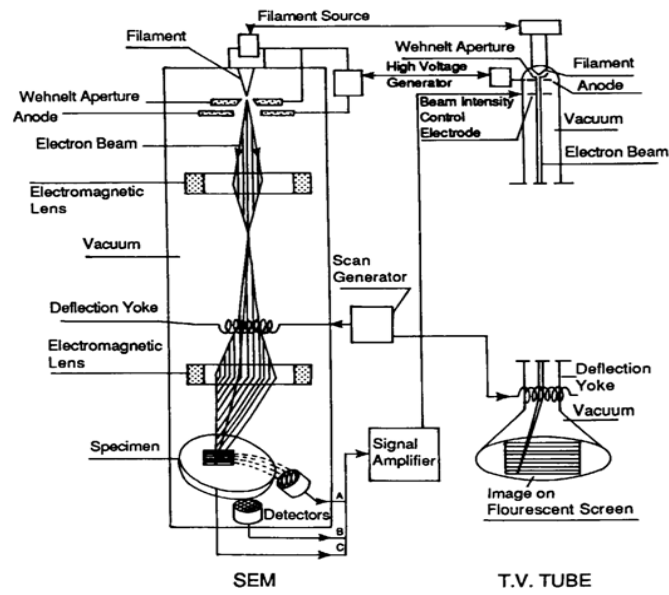 Filament Source
Filament
Wehnelt Aperture
Anode
Electron Beam
Electromagnetic
Lens
Vacuum
Deflection Yoke
Electromagnetic
Lens
Specimen
Detectors
A
B
C
SEM
Scan
Generator
Signal
Amplifier
High Voltage
Generator
Wehnelt Aperture
Filament
Anode
Beam Intensity
Control
Electrode
Vacuum
Electron Beam
Deflection
Yoke
Vacuum
Image on
Flourescent Screen
T.V. TUBE